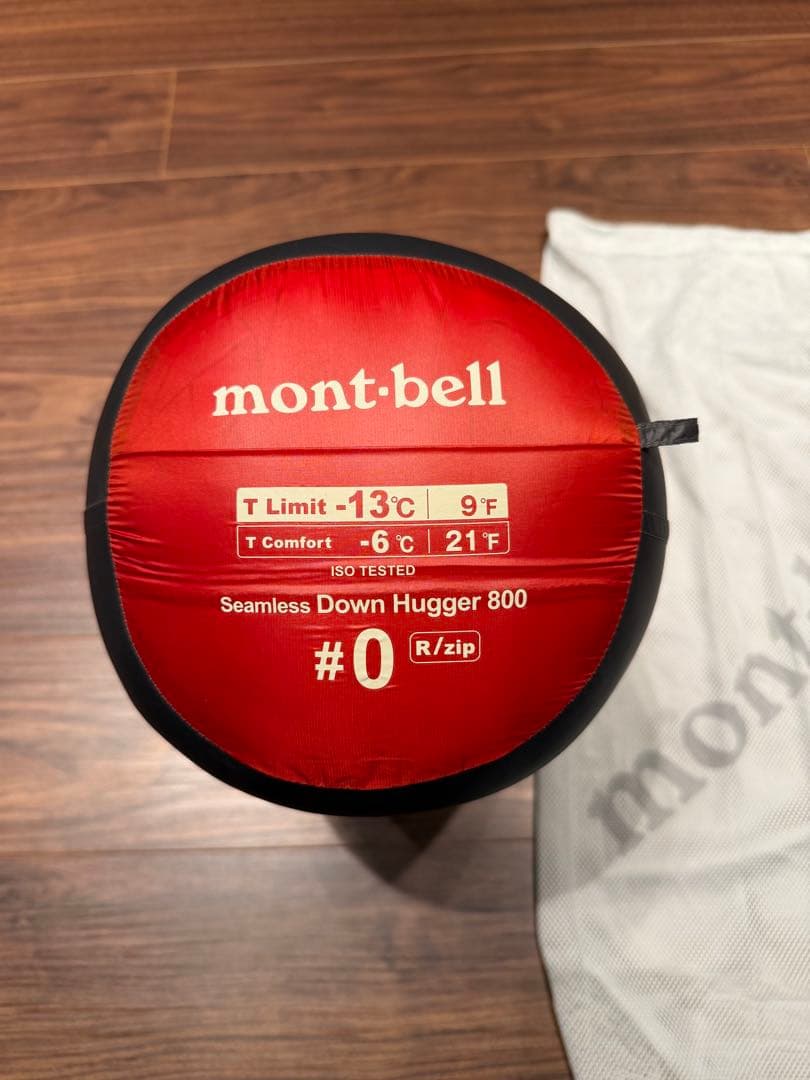 mont·bell
T Limit -13℃ 9°F
T Comfort -6℃ 21°F
ISO TESTED
Seamless Down Hugger 800
#0 R/zip
mont